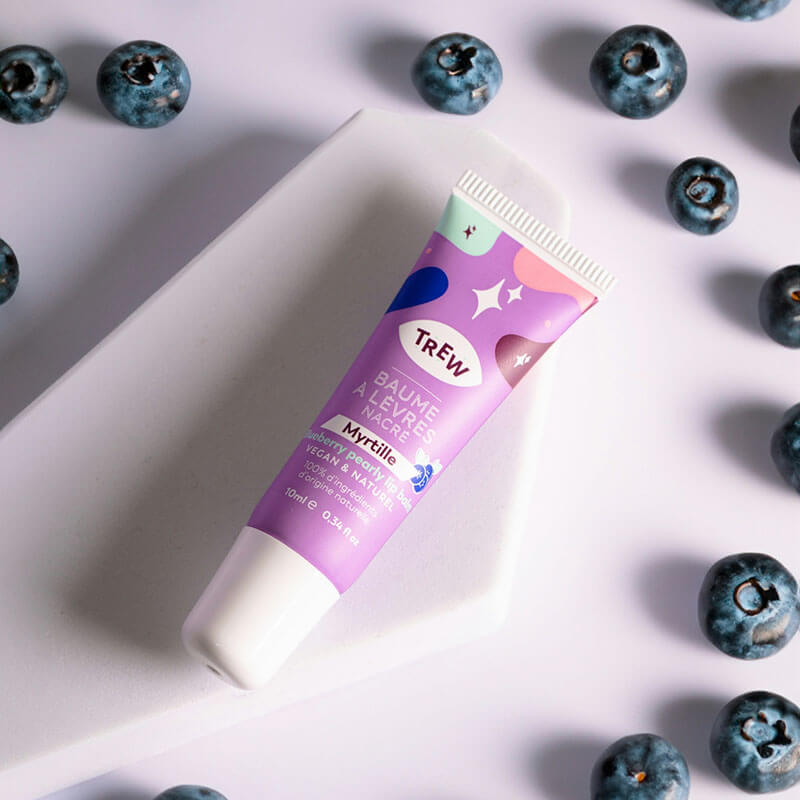 TREW
BAUME
À LÈVRES
NACRÉ
Myrtille
lueberry pearly lip balm
VEGAN & NATUREL
100% d'ingrédients
d'origine naturelle
10ml e 0.34 fl oz